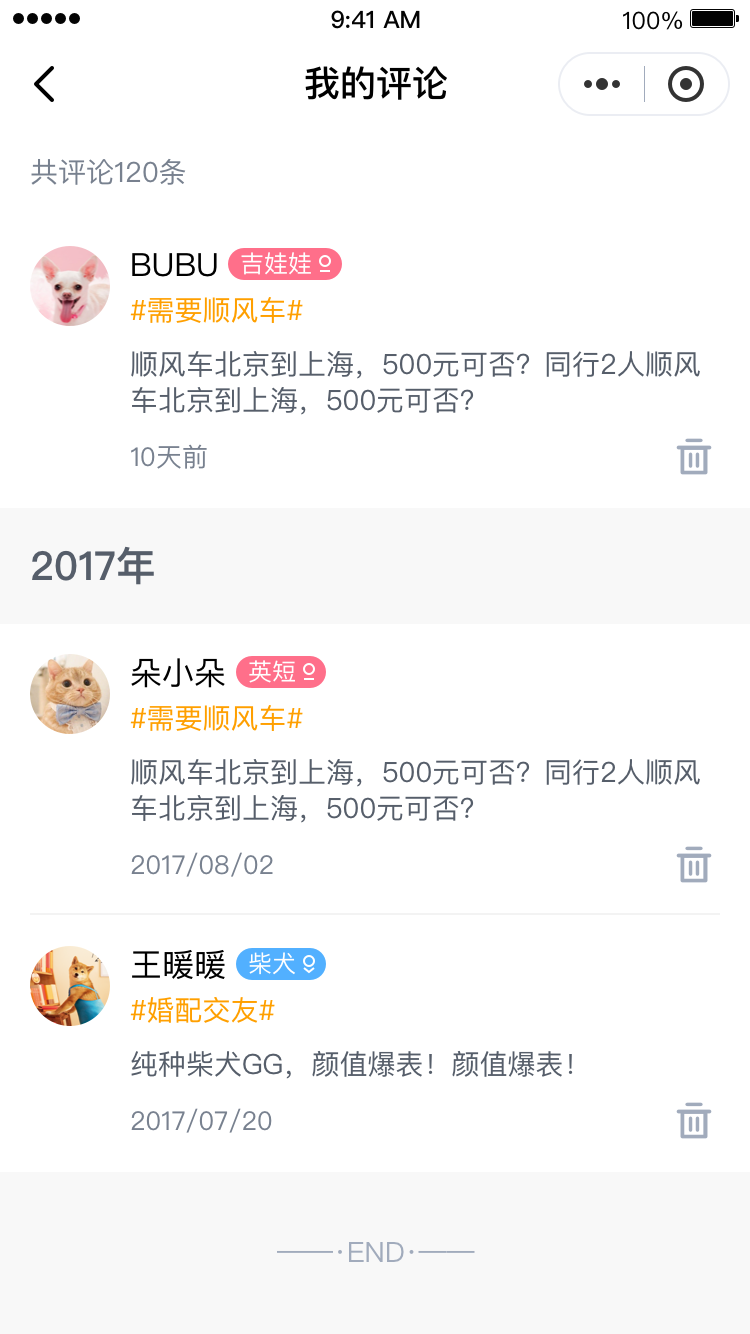 9:41 AM
100%
我的评论
共评论120条
BUBU 吉娃娃
#需要顺风车#
顺风车北京到上海，500元可否？同行2人顺风
车北京到上海，500元可否？
10天前
2017年
朵小朵 英短
#需要顺风车#
顺风车北京到上海，500元可否？同行2人顺风
车北京到上海，500元可否？
2017/08/02
王暖暖 柴犬
#婚配交友#
纯种柴犬GG，颜值爆表！颜值爆表！
2017/07/20
END